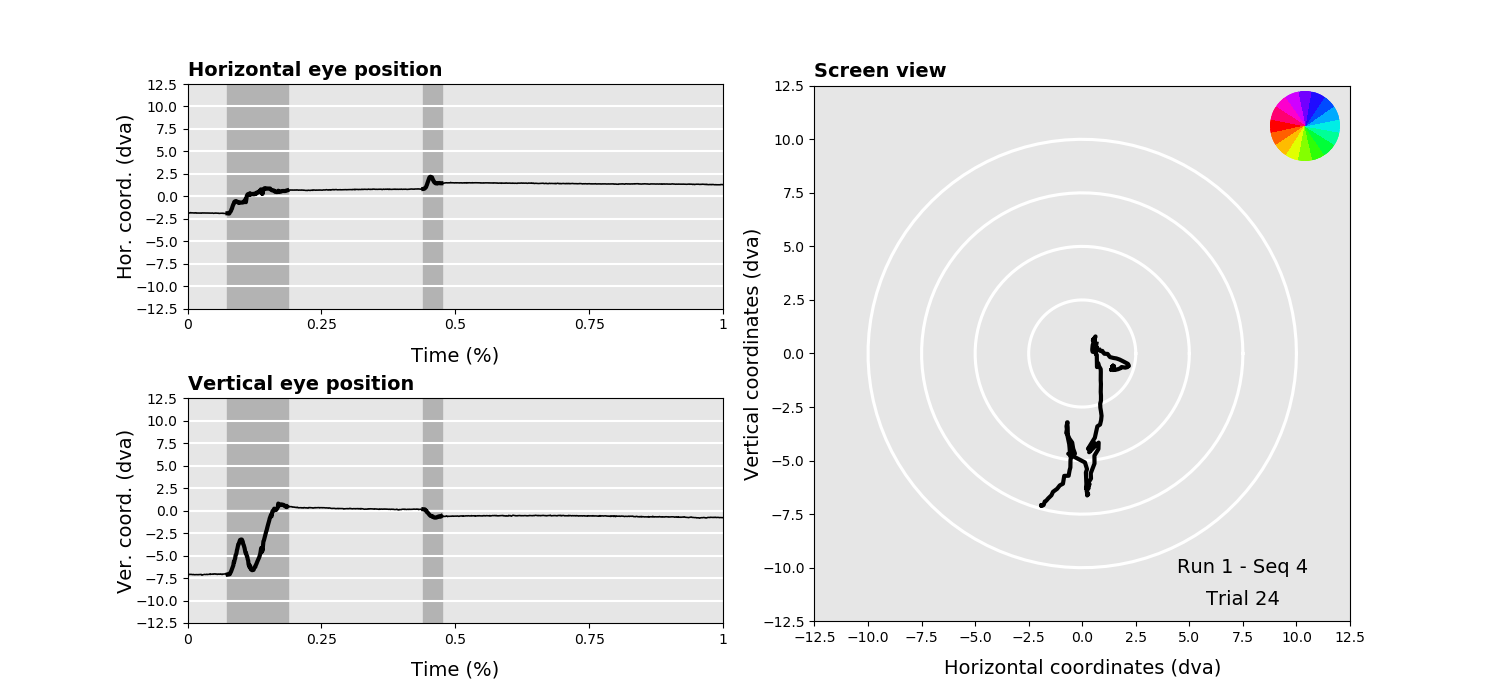 Horizontal eye position
Hor. coord. (dva)
12.5
10.0
7.5
5.0
2.5
0.0
−2.5
−5.0
−7.5
−10.0
−12.5
0 0.25 0.5 0.75 1
Time (%)
Vertical eye position
Ver. coord. (dva)
12.5
10.0
7.5
5.0
2.5
0.0
−2.5
−5.0
−7.5
−10.0
−12.5
0 0.25 0.5 0.75 1
Time (%)
Screen view
Vertical coordinates (dva)
12.5
10.0
7.5
5.0
2.5
0.0
−2.5
−5.0
−7.5
−10.0
−12.5
Run 1 - Seq 4
Trial 24
−12.5 −10.0 −7.5 −5.0 −2.5 0.0 2.5 5.0 7.5 10.0 12.5
Horizontal coordinates (dva)